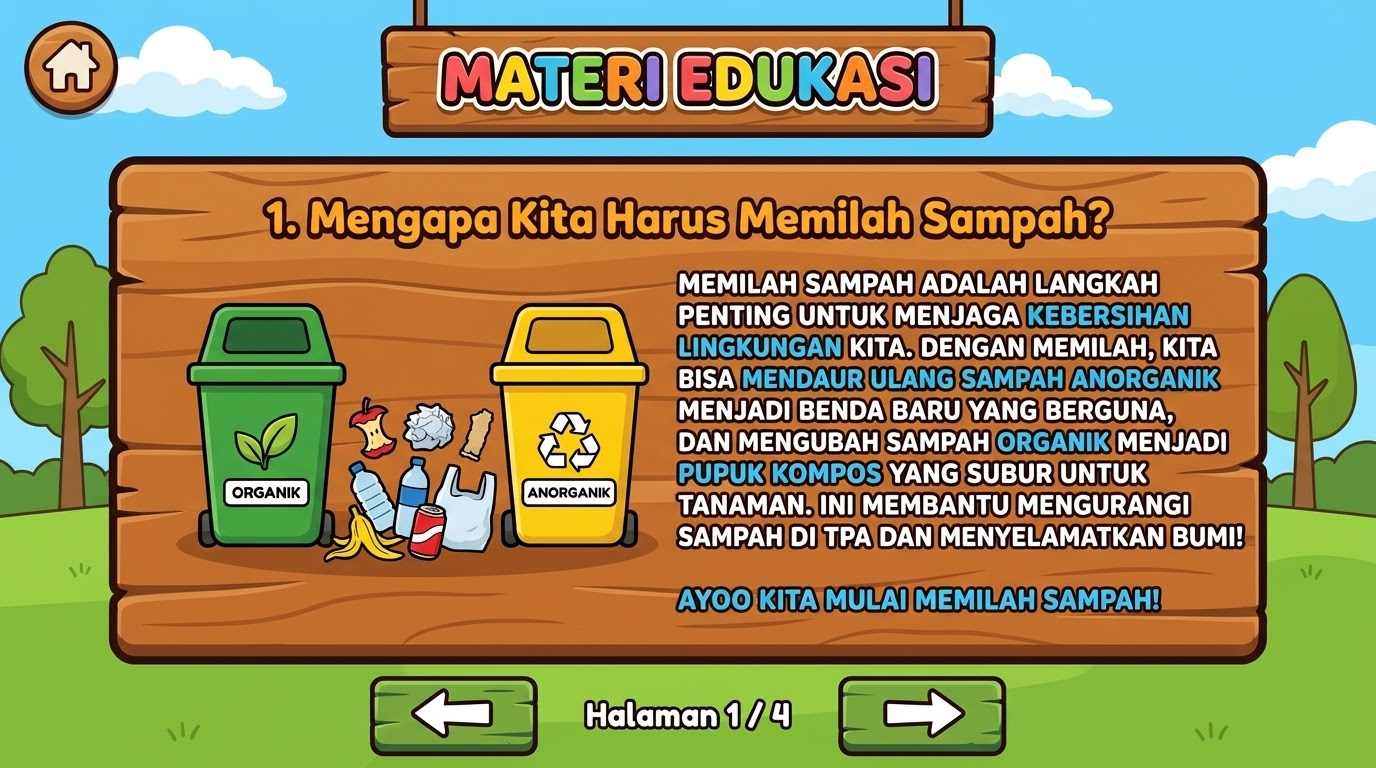 MATERI EDUKASI
1. Mengapa Kita Harus Memilah Sampah?
MEMILAH SAMPAH ADALAH LANGKAH
PENTING UNTUK MENJAGA KEBERSIHAN
LINGKUNGAN KITA. DENGAN MEMILAH, KITA
BISA MENDAUR ULANG SAMPAH ANORGANIK
MENJADI BENDA BARU YANG BERGUNA,
DAN MENGUBAH SAMPAH ORGANIK MENJADI
PUPUK KOMPOS YANG SUBUR UNTUK
TANAMAN. INI MEMBANTU MENGURANGI
SAMPAH DI TPA DAN MENYELAMATKAN BUMI!
AYOO KITA MULAI MEMILAH SAMPAH!
ORGANIK
ANORGANIK
Halaman 1 / 4